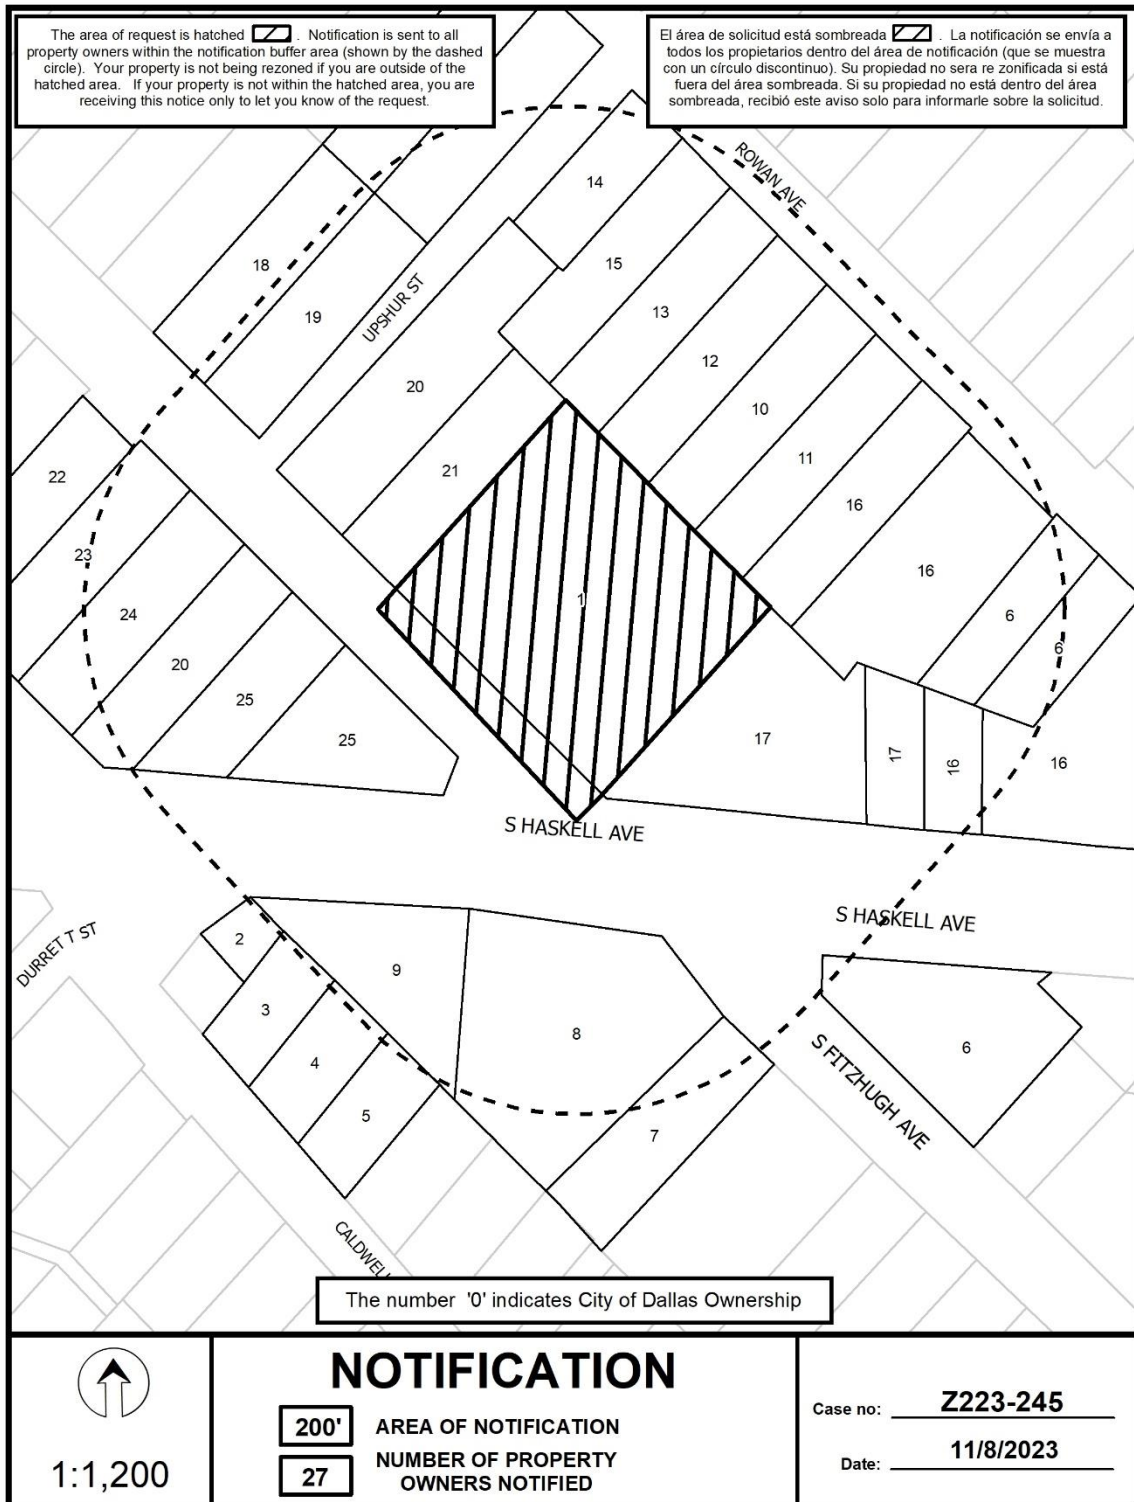 The area of request is hatched . Notification is sent to all
property owners within the notification buffer area (shown by the dashed
circle). Your property is not being rezoned if you are outside of the
hatched area. If your property is not within the hatched area, you are
receiving this notice only to let you know of the request.
El área de solicitud está sombreada . La notificación se envía a
todos los propietarios dentro del área de notificación (que se muestra
con un círculo discontinuo). Su propiedad no sera re zonificada si está
fuera del área sombreada. Si su propiedad no está dentro del área
sombreada, recibió este aviso solo para informarle sobre la solicitud.
ROWAN AVE
14
15
18
13
19
UPSHUR ST
12
20
10
11
21
22
16
23
16
1
24
6
6
20
25
25
17
17
16
16
S HASKELL AVE
S HASKELL AVE
DURRET T ST
2
9
3
8
4
6
S FITZHUGH AVE
5
7
CALDWELL
The number '0' indicates City of Dallas Ownership
1:1,200
NOTIFICATION
200' AREA OF NOTIFICATION
27 NUMBER OF PROPERTY
OWNERS NOTIFIED
Case no: Z223-245
Date: 11/8/2023